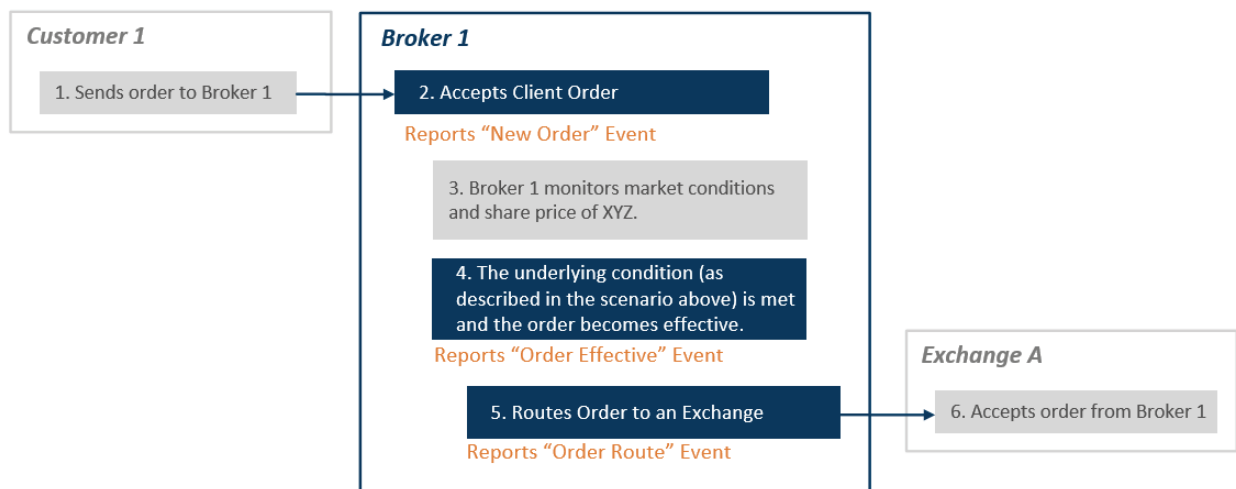 Customer 1
1. Sends order to Broker 1
Broker 1
2. Accepts Client Order
Reports “New Order” Event
3. Broker 1 monitors market conditions
and share price of XYZ.
4. The underlying condition (as
described in the scenario above) is met
and the order becomes effective.
Reports “Order Effective” Event
5. Routes Order to an Exchange
Reports “Order Route” Event
Exchange A
6. Accepts order from Broker 1